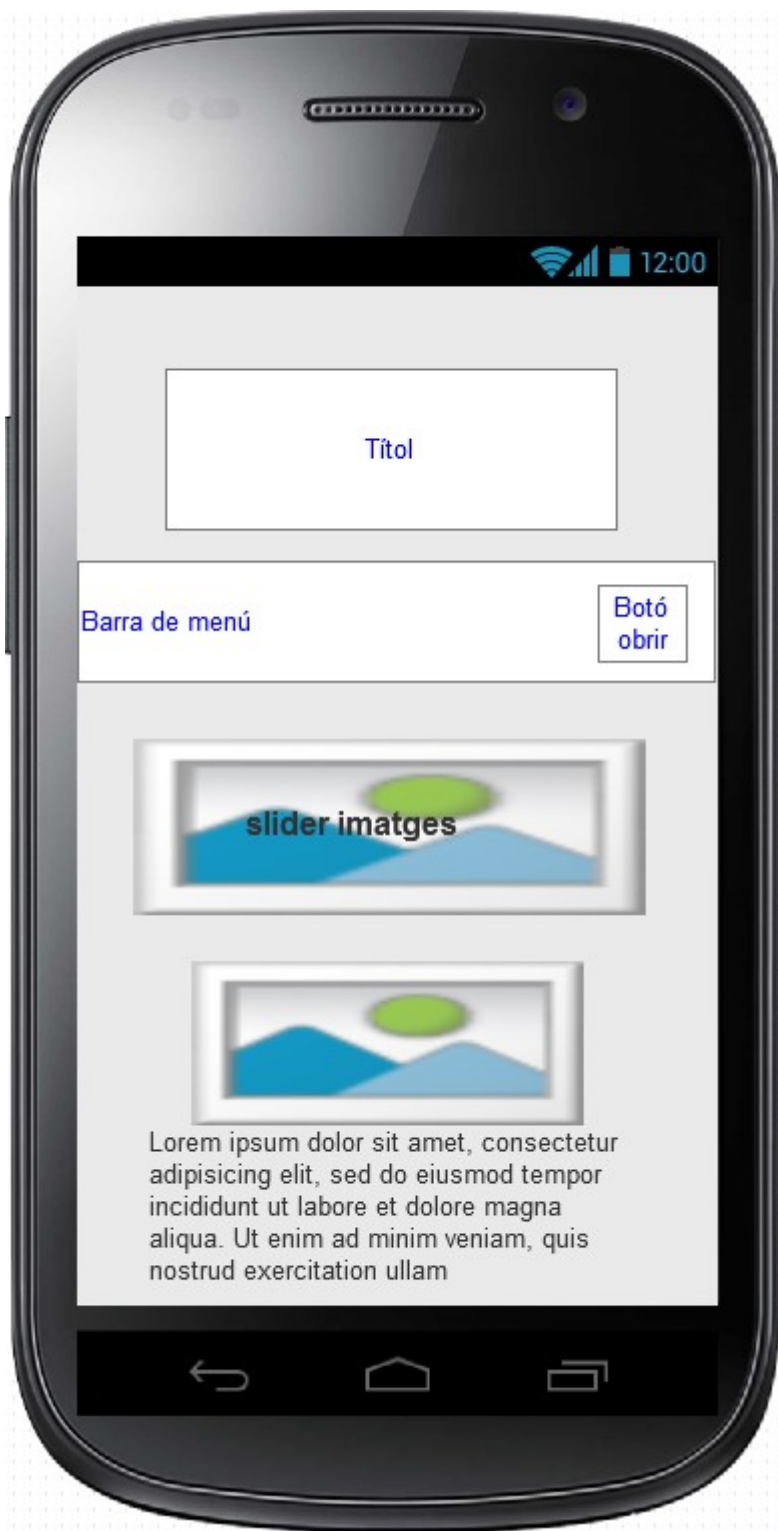 12:00
Títol
Barra de menú
Botó
obrir
slider imatges
Lorem ipsum dolor sit amet, consectetur
adipisicing elit, sed do eiusmod tempor
incididunt ut labore et dolore magna
aliqua. Ut enim ad minim veniam, quis
nostrud exercitation ullam